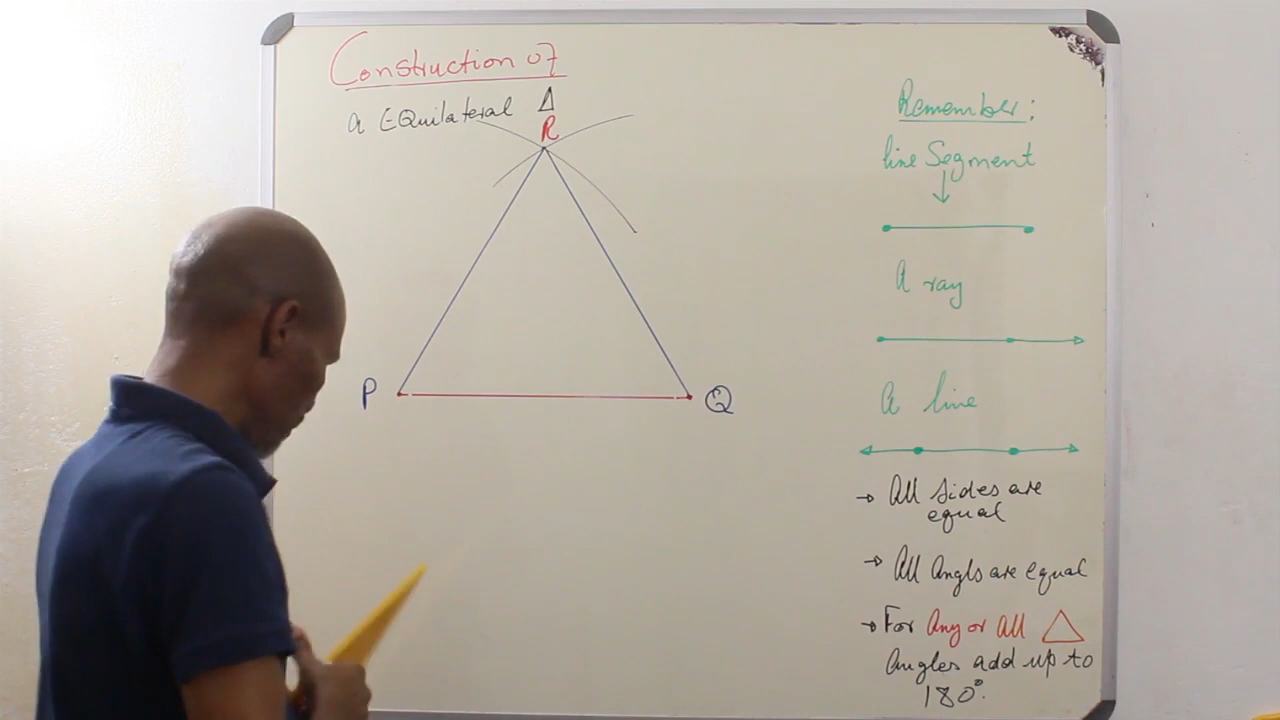 Construction of
a EQuilateral Δ
R
P
Q
Remember:
line Segment
A ray
a line
→ All sides are
equal
→ All Angls are equal
→ For Any or All △
Angles add up to
180°.